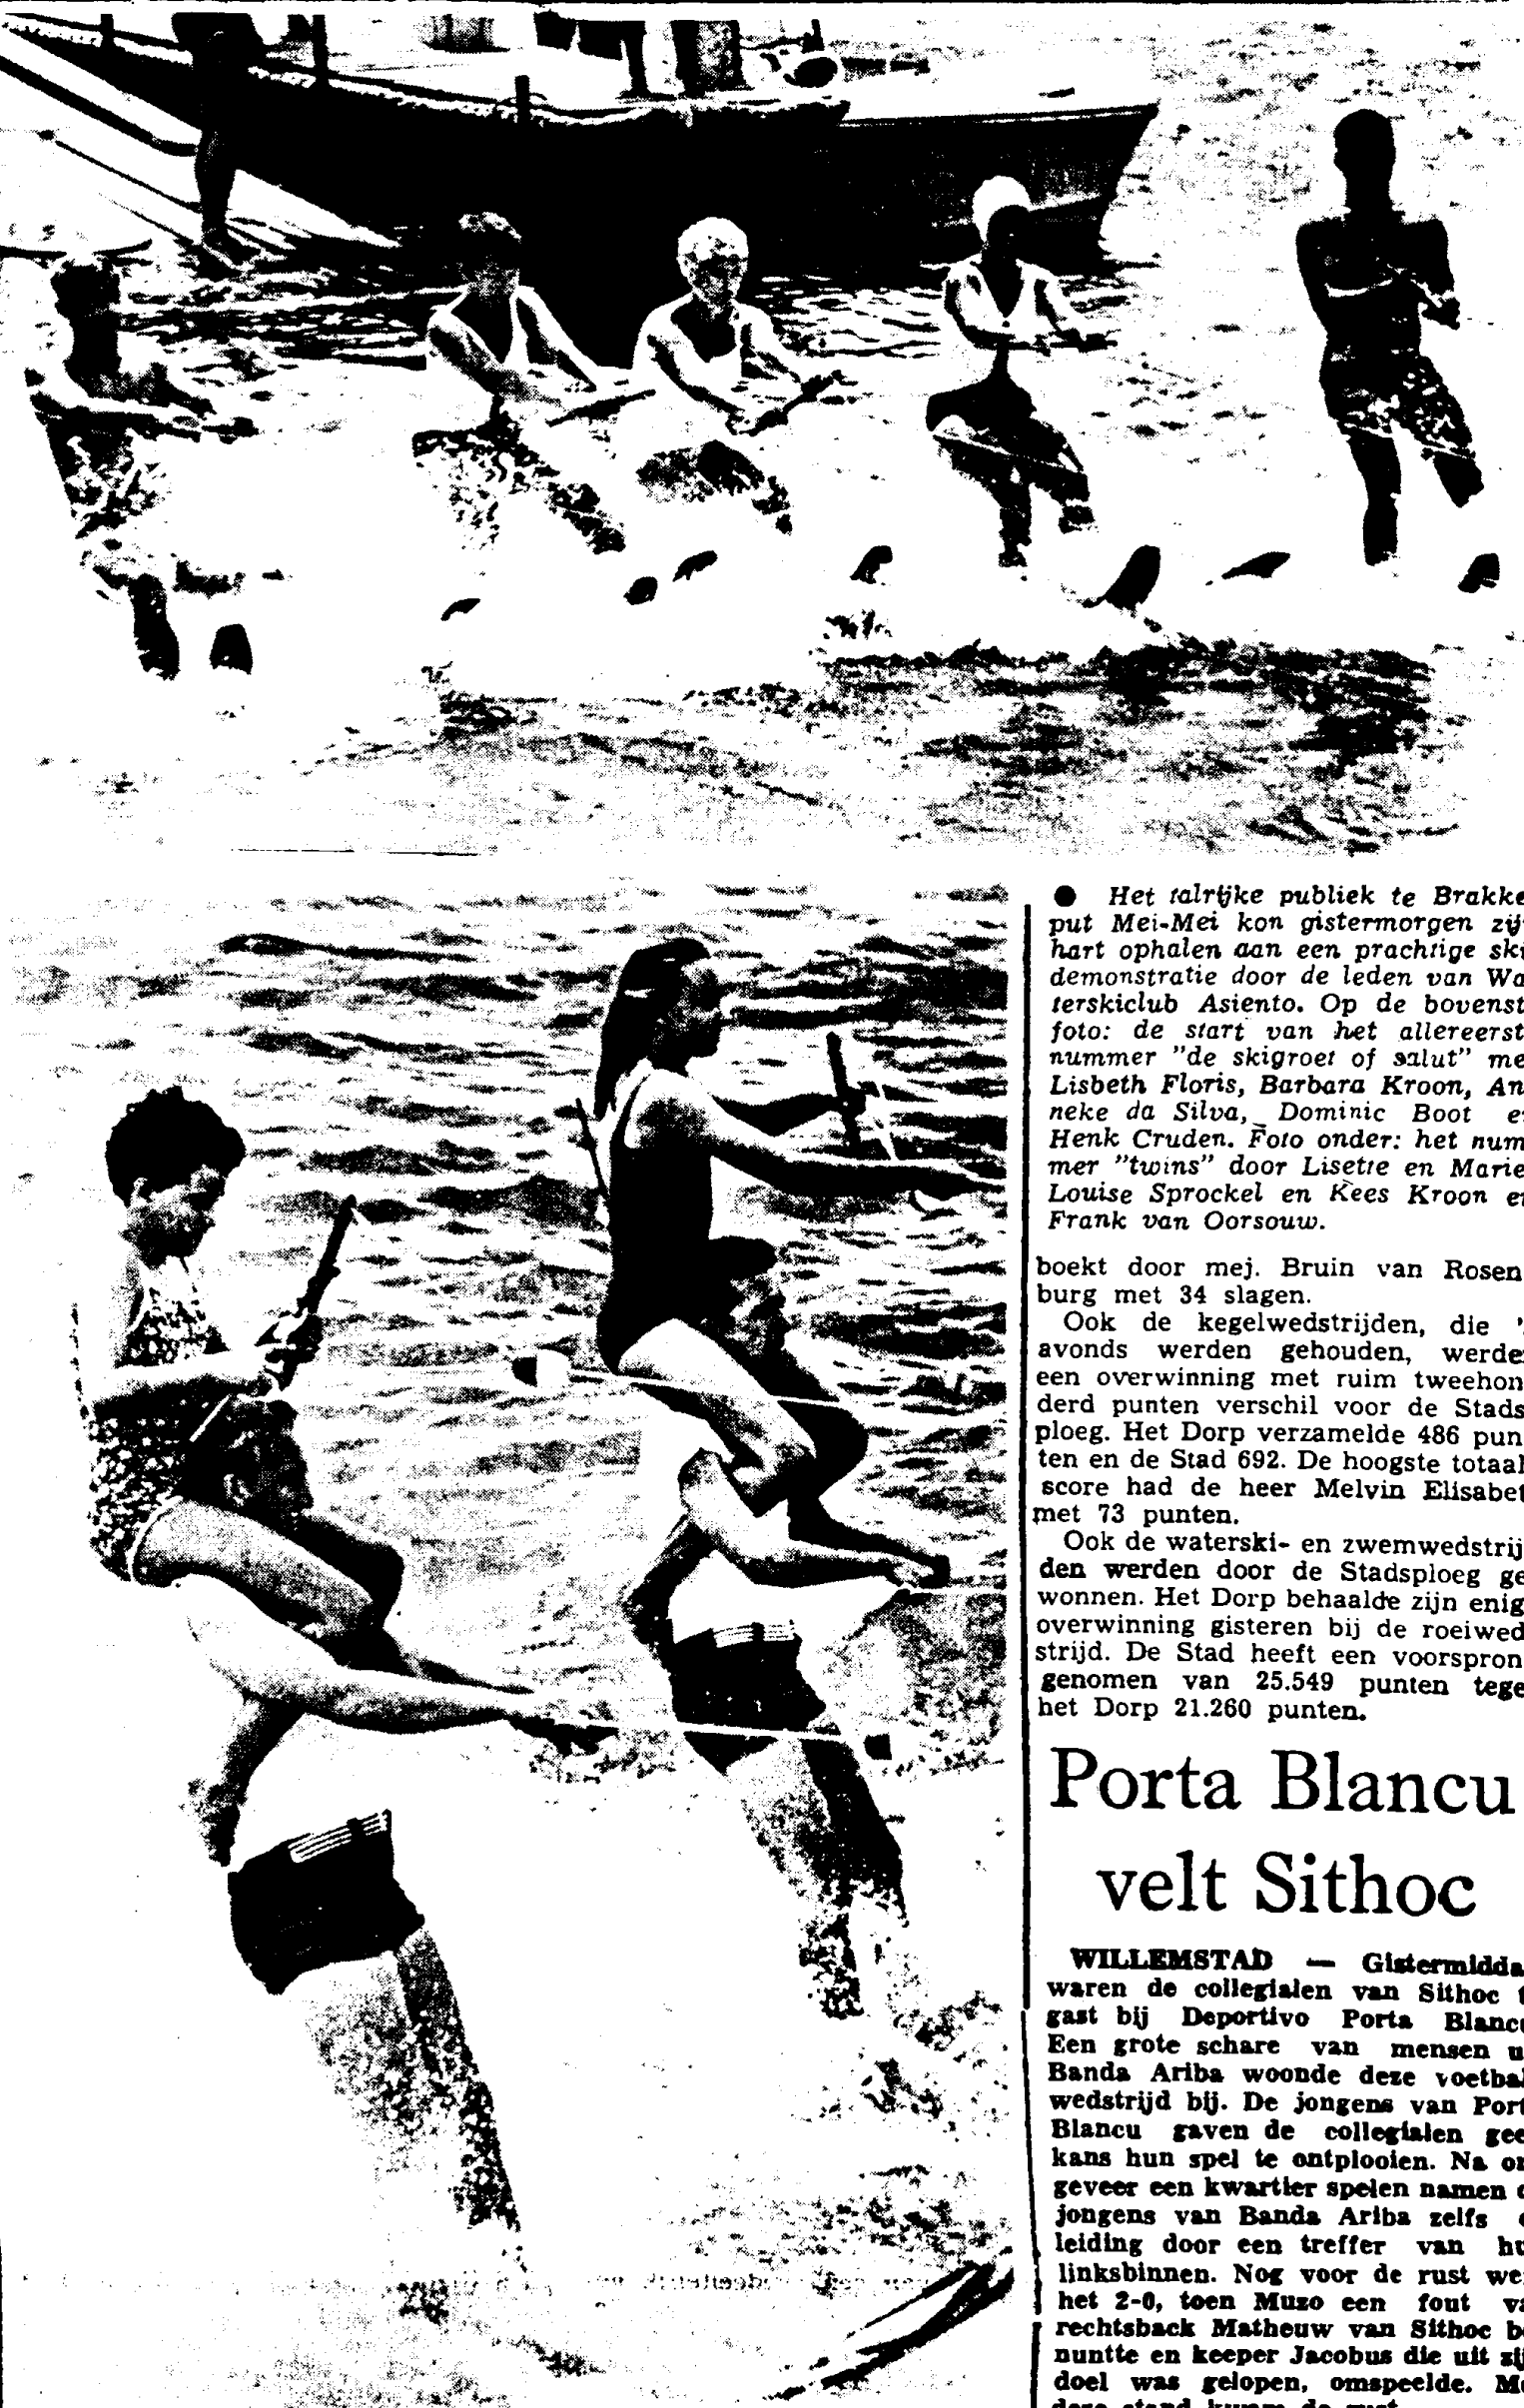 ● Het talrijke publiek te Brakke
put Mei-Mei kon gistermorgen zij
hart ophalen aan een prachtige ski
demonstratie door de leden van Wa
terskiclub Asiento. Op de bovenst
foto: de start van het allereerst
nummer "de skigroet of salut" me
Lisbeth Floris, Barbara Kroon, An
neke da Silva, Dominic Boot e
Henk Cruden. Foto onder: het num
mer "twins" door Lisette en Marie
Louise Sprockel en Kees Kroon e
Frank van Oorsouw.
boekt door mej. Bruin van Rosen
burg met 34 slagen.
Ook de kegelwedstrijden, die '
avonds werden gehouden, werde
een overwinning met ruim tweehon
derd punten verschil voor de Stads
ploeg. Het Dorp verzamelde 486 pun
ten en de Stad 692. De hoogste totaal
score had de heer Melvin Elisabet
met 73 punten.
Ook de waterski- en zwemwedstrij
den werden door de Stadsploeg ge
wonnen. Het Dorp behaalde zijn enig
overwinning gisteren bij de roeiwed
strijd. De Stad heeft een voorspron
genomen van 25.549 punten tege
het Dorp 21.260 punten.
Porta Blancu
velt Sithoc
WILLEMSTAD — Gistermidda
waren de collegialen van Sithoc t
gast bij Deportivo Porta Blancu
Een grote schare van mensen u
Banda Ariba woonde deze voetbal
wedstrijd bij. De jongens van Port
Blancu gaven de collegialen gee
kans hun spel te ontplooien. Na on
geveer een kwartier spelen namen d
jongens van Banda Ariba zelfs d
leiding door een treffer van hu
linksbinnen. Nog voor de rust we
het 2-0, toen Muzo een fout va
rechtsback Matheuw van Sithoc be
nuntte en keeper Jacobus die uit zij
doel was gelopen, omspeelde. Me
deze stand kwam de rust